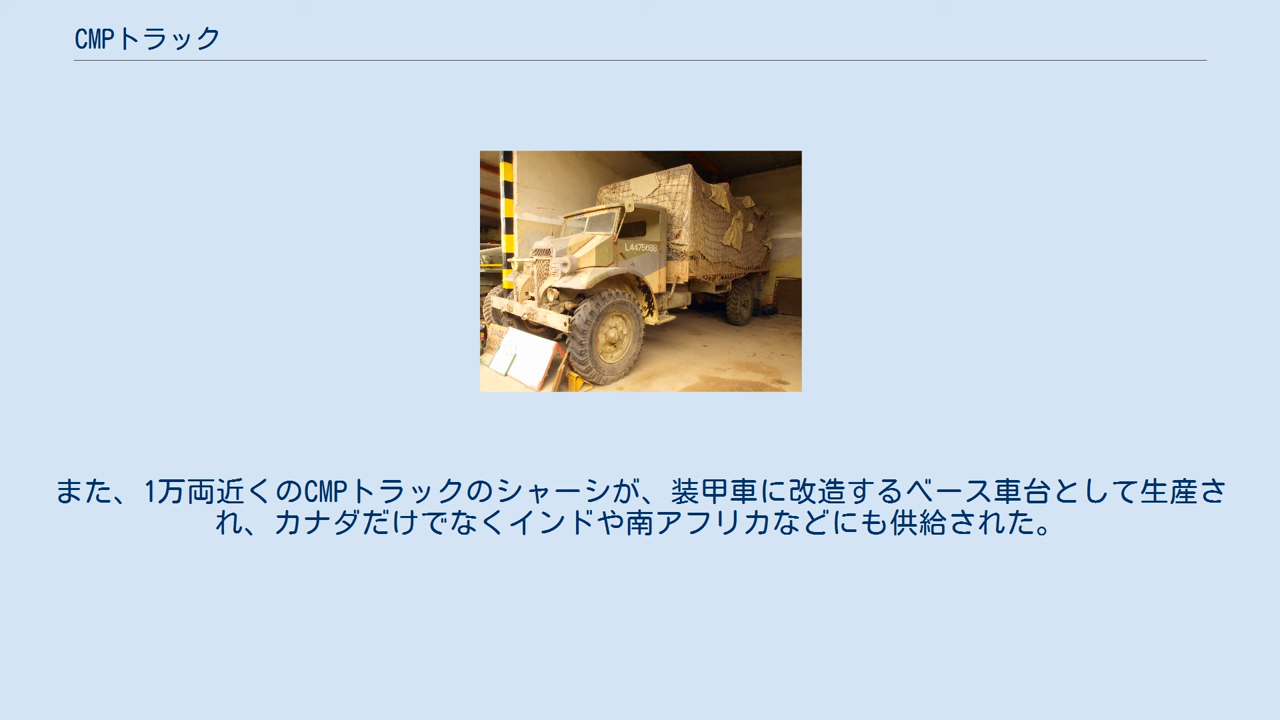 CMPトラック
L4475688
また、1万両近くのCMPトラックのシャーシが、装甲車に改造するベース車台として生産さ
れ、カナダだけでなくインドや南アフリカなどにも供給された。